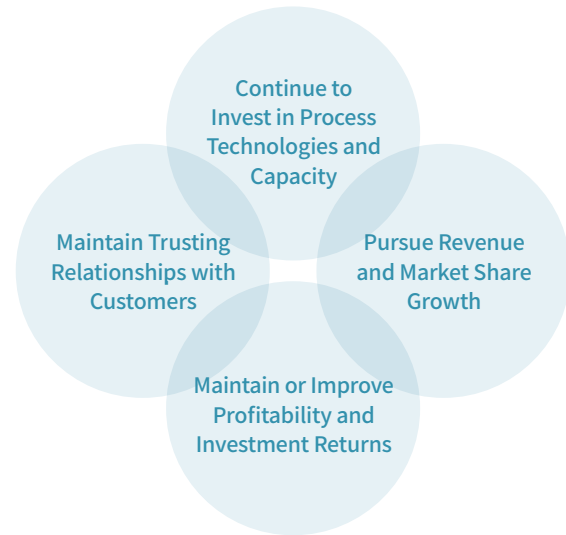 Continue to
Invest in Process
Technologies and
Capacity
Maintain Trusting
Relationships with
Customers
Pursue Revenue
and Market Share
Growth
Maintain or Improve
Profitability and
Investment Returns